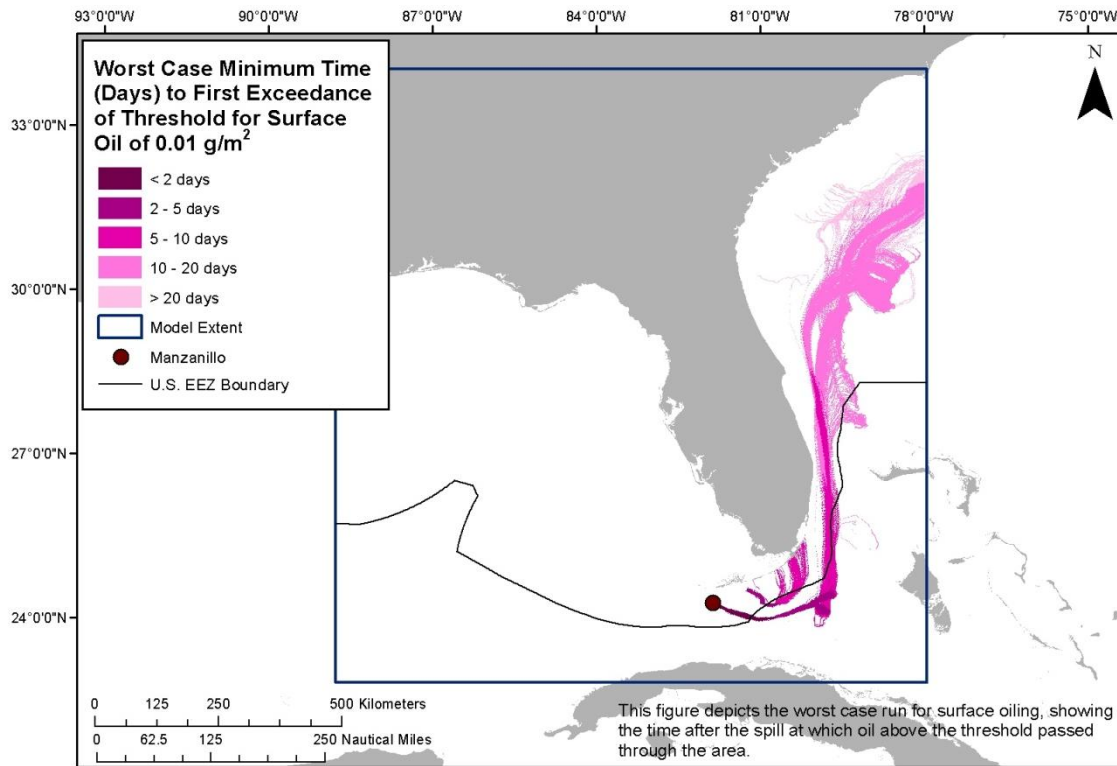 93°0'0"W 90°0'0"W 87°0'0"W 84°0'0"W 81°0'0"W 78°0'0"W 75°0'0"W
Worst Case Minimum Time
(Days) to First Exceedance
of Threshold for Surface
Oil of 0.01 g/m²
< 2 days
2 - 5 days
5 - 10 days
10 - 20 days
> 20 days
Model Extent
Manzanillo
U.S. EEZ Boundary
N
33°0'0"N
30°0'0"N
27°0'0"N
24°0'0"N
0 125 250 500 Kilometers
0 62.5 125 250 Nautical Miles
This figure depicts the worst case run for surface oiling, showing
the time after the spill at which oil above the threshold passed
through the area.